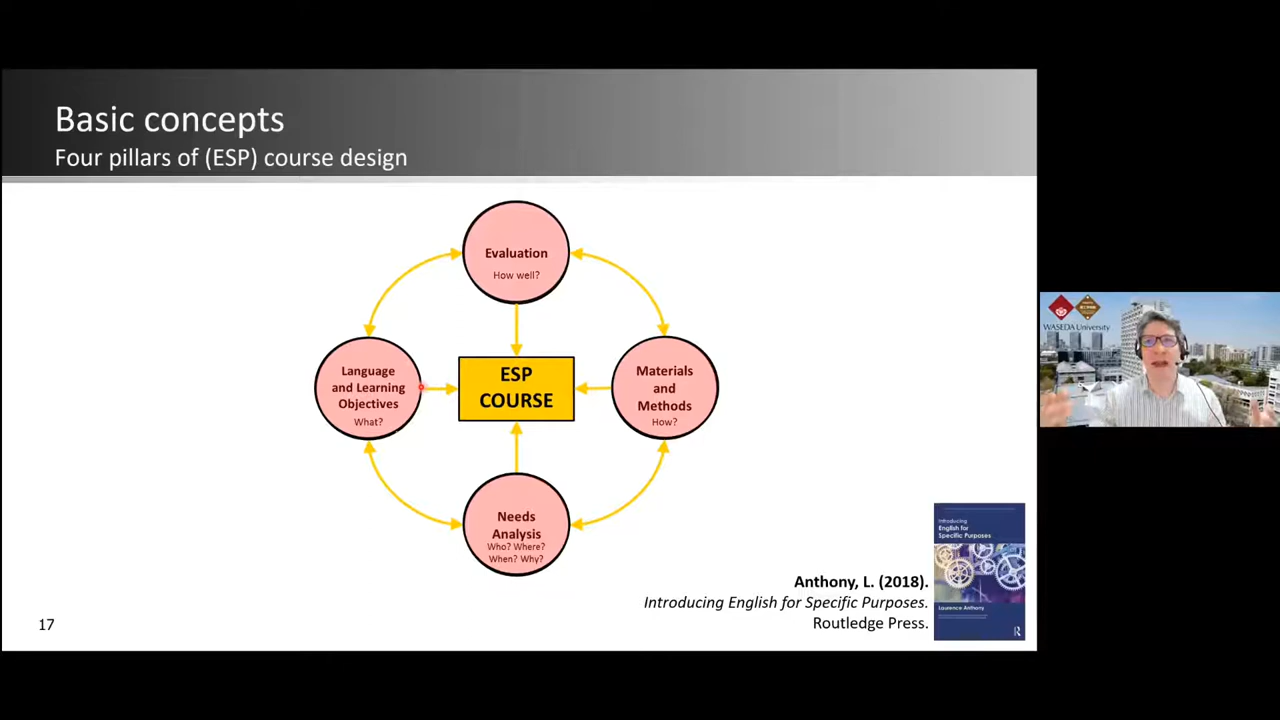 Basic concepts
Four pillars of (ESP) course design
Evaluation
How well?
Language
and Learning
Objectives
What?
ESP
COURSE
Materials
and
Methods
How?
Needs
Analysis
Who? Where?
When? Why?
Anthony, L. (2018).
Introducing English for Specific Purposes.
Routledge Press.
17
Introducing
English for
Specific Purposes
Laurence Anthony
R
WASEDA University